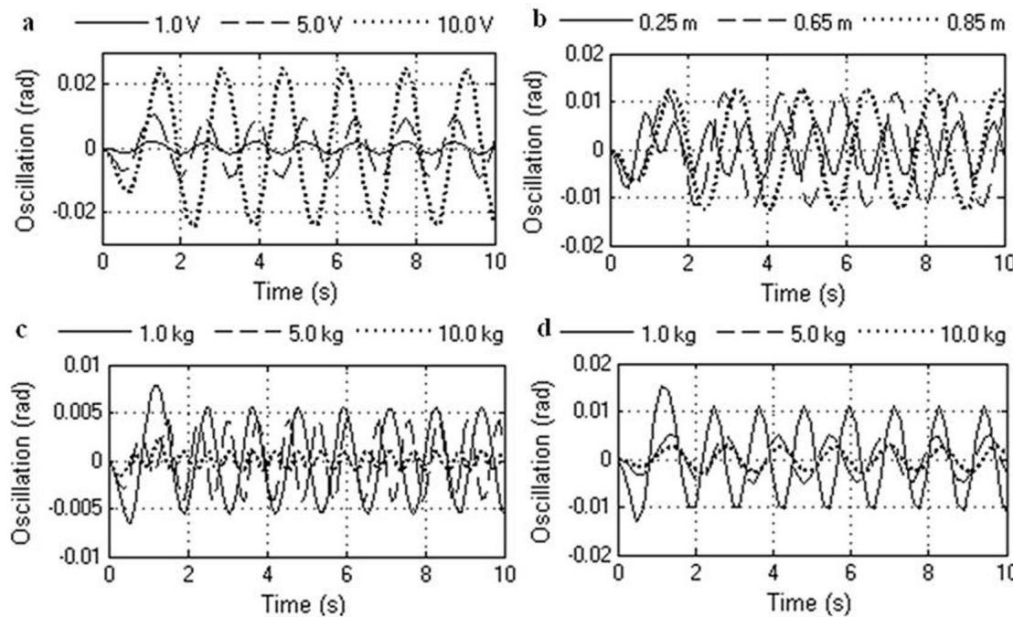 a 1.0 V 5.0 V 10.0 V
Oscillation (rad)
0.02
0
-0.02
0 2 4 6 8 10
Time (s)
b 0.25 m 0.65 m 0.85 m
Oscillation (rad)
0.02
0.01
0
-0.01
-0.02
0 2 4 6 8 10
Time (s)
c 1.0 kg 5.0 kg 10.0 kg
Oscillation (rad)
0.01
0.005
0
-0.005
-0.01
0 2 4 6 8 10
Time (s)
d 1.0 kg 5.0 kg 10.0 kg
Oscillation (rad)
0.02
0.01
0
-0.01
-0.02
0 2 4 6 8 10
Time (s)